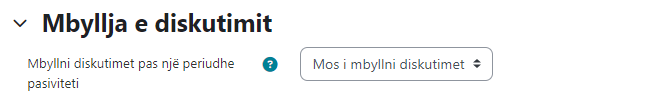 Mbyllja e diskutimit
Mbyllni diskutimet pas një periudhe
pasiviteti
?
Mos i mbyllni diskutimet